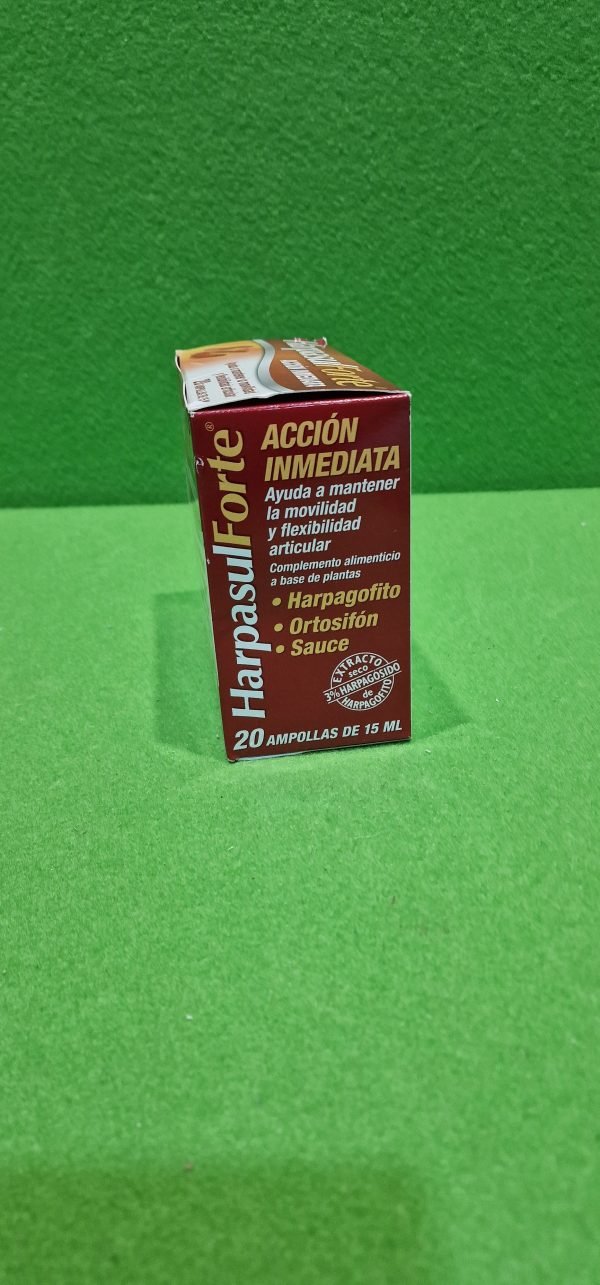 HarpasulForte
HarpasulForte®
ACCIÓN
INMEDIATA
Ayuda a mantener
la movilidad
y flexibilidad
articular
Complemento alimenticio
a base de plantas
• Harpagofito
• Ortosifón
• Sauce
EXTRACTO
seco
3% HARPAGOSIDO
de
HARPAGOFITO
20 AMPOLLAS DE 15 ML